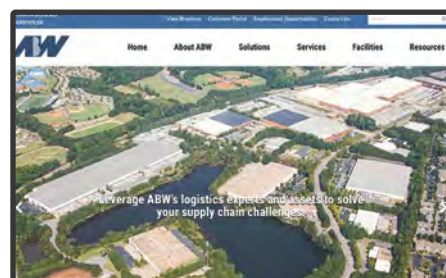 View Brochure Customer Portal Employment Opportunities Contact Us
ABW
Home About ABW Solutions Services Facilities Resources
Leverage ABW's logistics experts and assets to solve
your supply chain challenges.